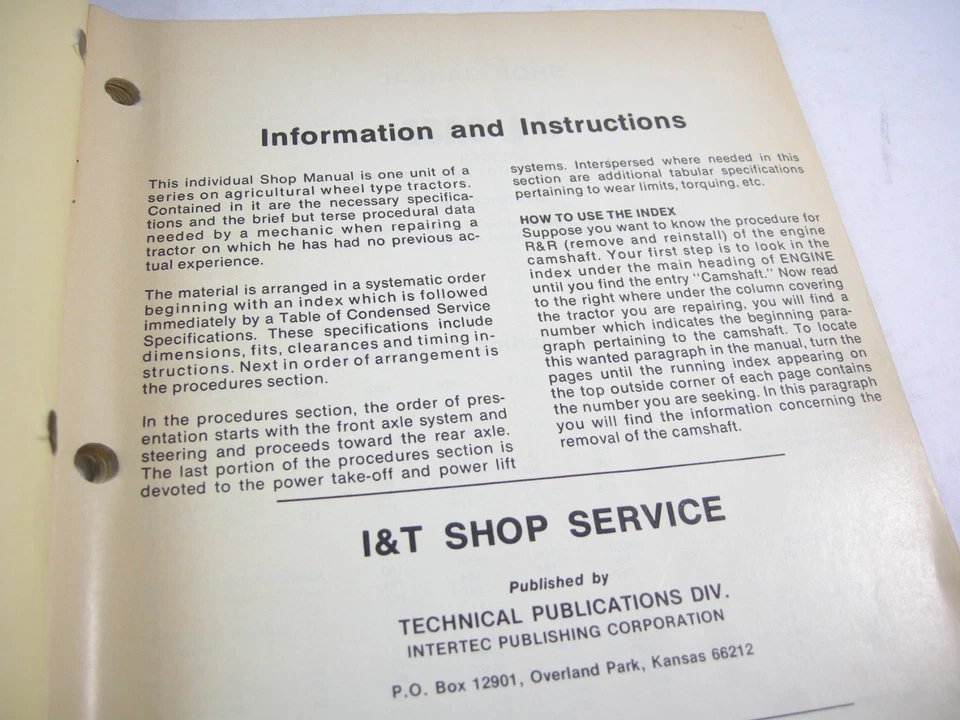 Information and Instructions
This individual Shop Manual is one unit of a
series on agricultural wheel type tractors.
Contained in it are the necessary specifica-
tions and the brief but terse procedural data
needed by a mechanic when repairing a
tractor on which he has had no previous ac-
tual experience.
The material is arranged in a systematic order
beginning with an index which is followed
immediately by a Table of Condensed Service
Specifications. These specifications include
dimensions, fits, clearances and timing in-
structions. Next in order of arrangement is
the procedures section.
In the procedures section, the order of pres-
entation starts with the front axle system and
steering and proceeds toward the rear axle.
The last portion of the procedures section is
devoted to the power take-off and power lift
systems. Interspersed where needed in this
section are additional tabular specifications
pertaining to wear limits, torquing, etc.
HOW TO USE THE INDEX
Suppose you want to know the procedure for
R&R (remove and reinstall) of the engine
camshaft. Your first step is to look in the
index under the main heading of ENGINE
until you find the entry "Camshaft." Now read
to the right where under the column covering
the tractor you are repairing, you will find a
number which indicates the beginning para-
graph pertaining to the camshaft. To locate
this wanted paragraph in the manual, turn the
pages until the running index appearing on
the top outside corner of each page contains
the number you are seeking. In this paragraph
you will find the information concerning the
removal of the camshaft.
I&T SHOP SERVICE
Published by
TECHNICAL PUBLICATIONS DIV.
INTERTEC PUBLISHING CORPORATION
P.O. Box 12901, Overland Park, Kansas 66212